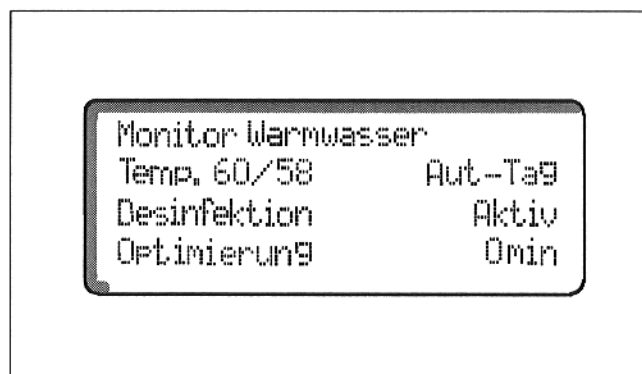 Monitor Warmwasser
Temp. 60/58 Aut-Tag
Desinfektion Aktiv
Optimierung 0min